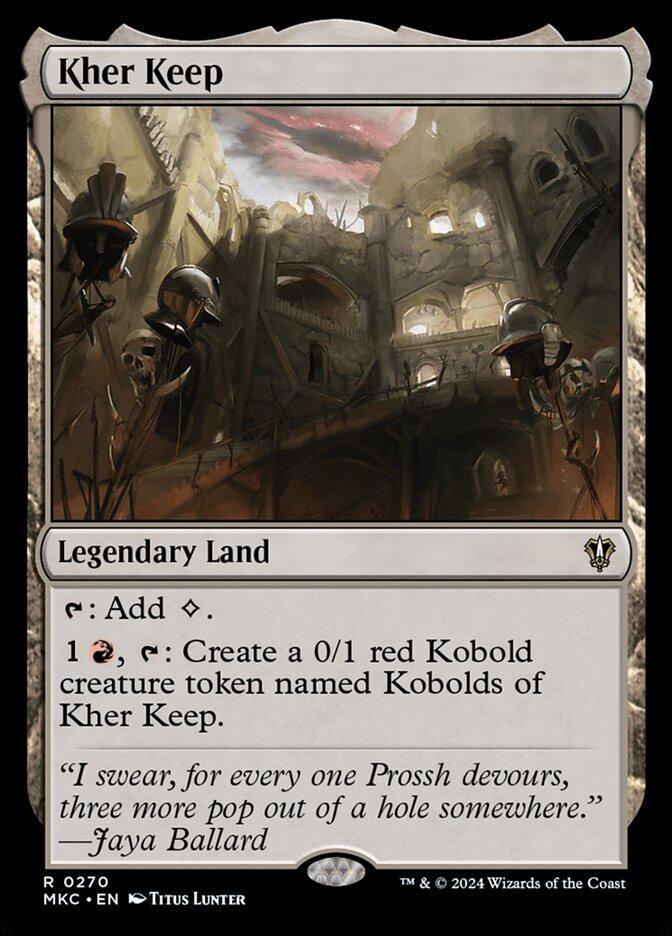 Kher Keep
Legendary Land
: Add .
1 , : Create a 0/1 red Kobold
creature token named Kobolds of
Kher Keep.
“I swear, for every one Prossh devours,
three more pop out of a hole somewhere.”
—Jaya Ballard
R 0270
MKC • EN Titus Lunter
™ & © 2024 Wizards of the Coast